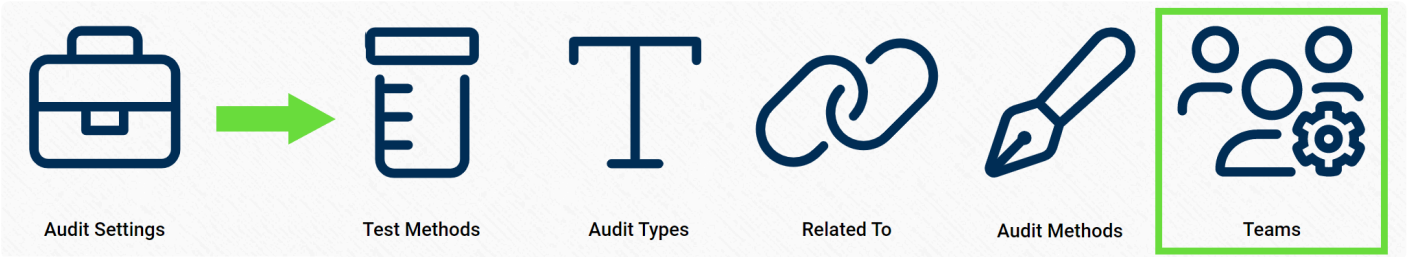 Audit Settings
Test Methods
Audit Types
Related To
Audit Methods
Teams